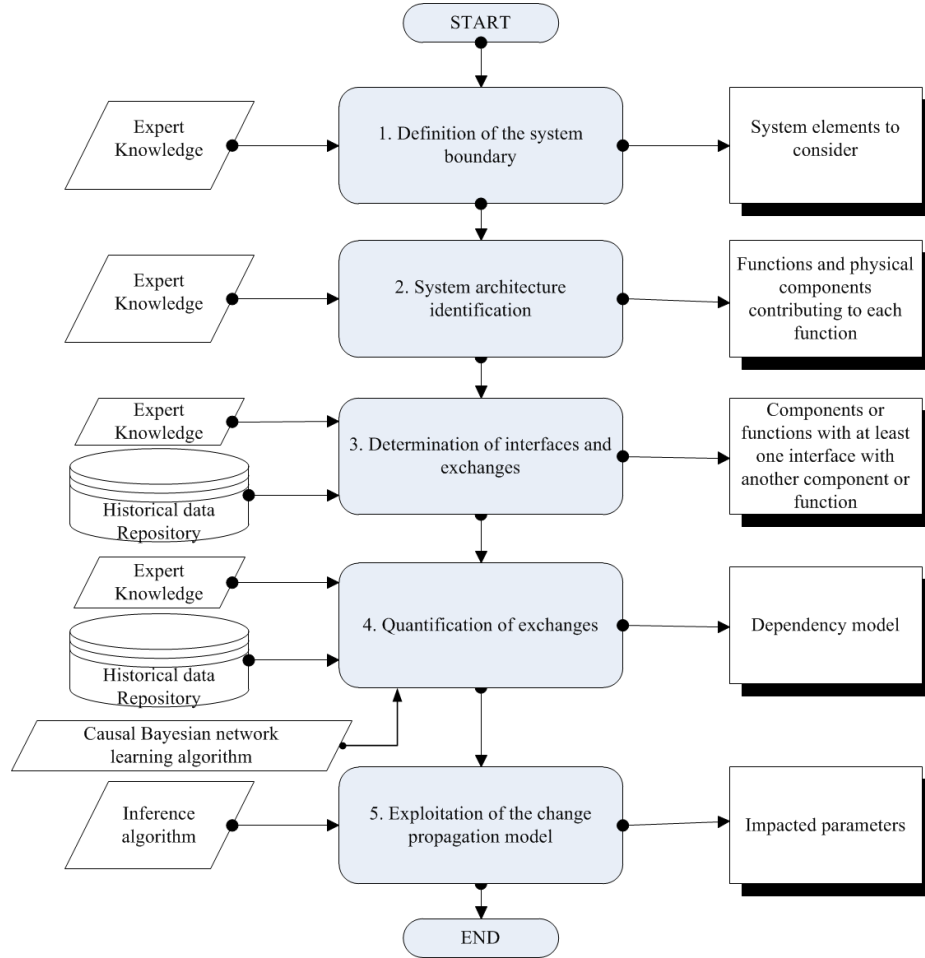 START
Expert
Knowledge
1. Definition of the system
boundary
System elements to
consider
Expert
Knowledge
2. System architecture
identification
Functions and physical
components
contributing to each
function
Expert
Knowledge
Historical data
Repository
3. Determination of interfaces and
exchanges
Components or
functions with at least
one interface with
another component or
function
Expert
Knowledge
Historical data
Repository
4. Quantification of exchanges
Dependency model
Causal Bayesian network
learning algorithm
Inference
algorithm
5. Exploitation of the change
propagation model
Impacted parameters
END